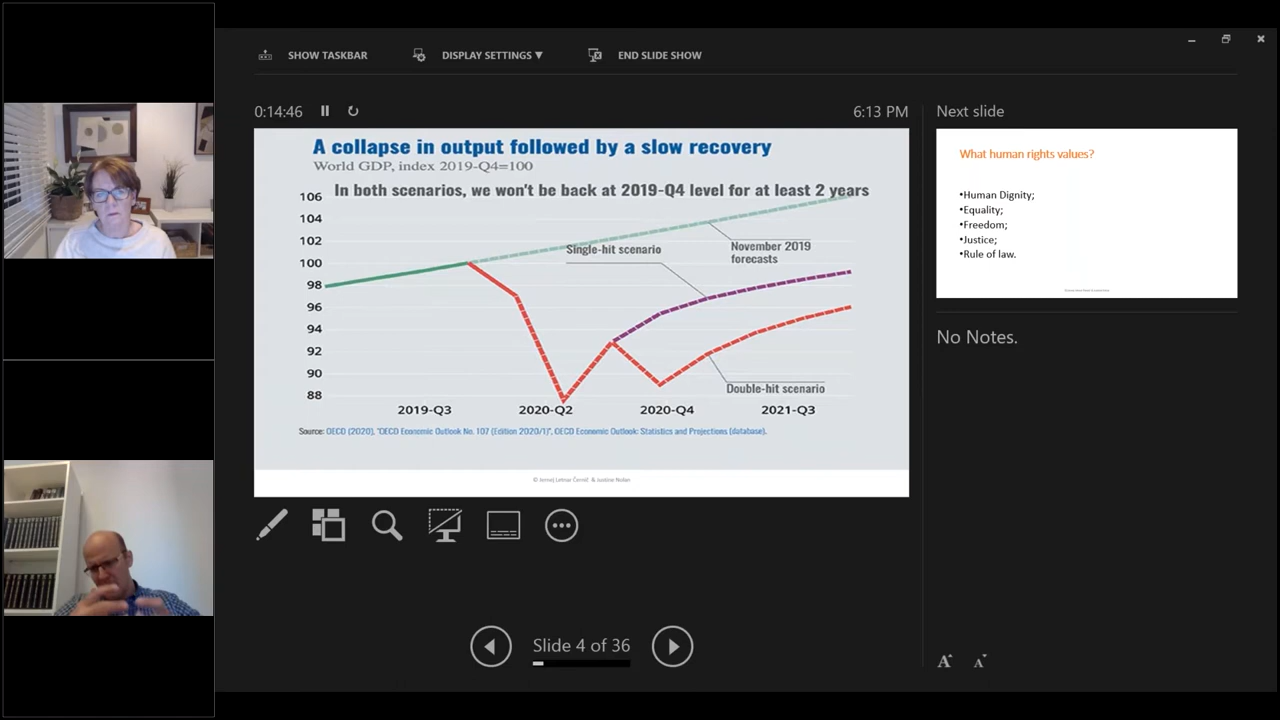 SHOW TASKBAR
DISPLAY SETTINGS ▼
END SLIDE SHOW
0:14:46
6:13 PM
A collapse in output followed by a slow recovery
World GDP, index 2019-Q4=100
In both scenarios, we won't be back at 2019-Q4 level for at least 2 years
106
104
102
100
98
96
94
92
90
88
Single-hit scenario
November 2019
forecasts
Double-hit scenario
2019-Q3
2020-Q2
2020-Q4
2021-Q3
Source: OECD (2020), "OECD Economic Outlook No. 107 (Edition 2020/1)", OECD Economic Outlook: Statistics and Projections (database).
© Jernej Letnar Černič & Justine Nolan
Slide 4 of 36
Next slide
What human rights values?
•Human Dignity;
•Equality;
•Freedom;
•Justice;
•Rule of law.
No Notes.
A
A